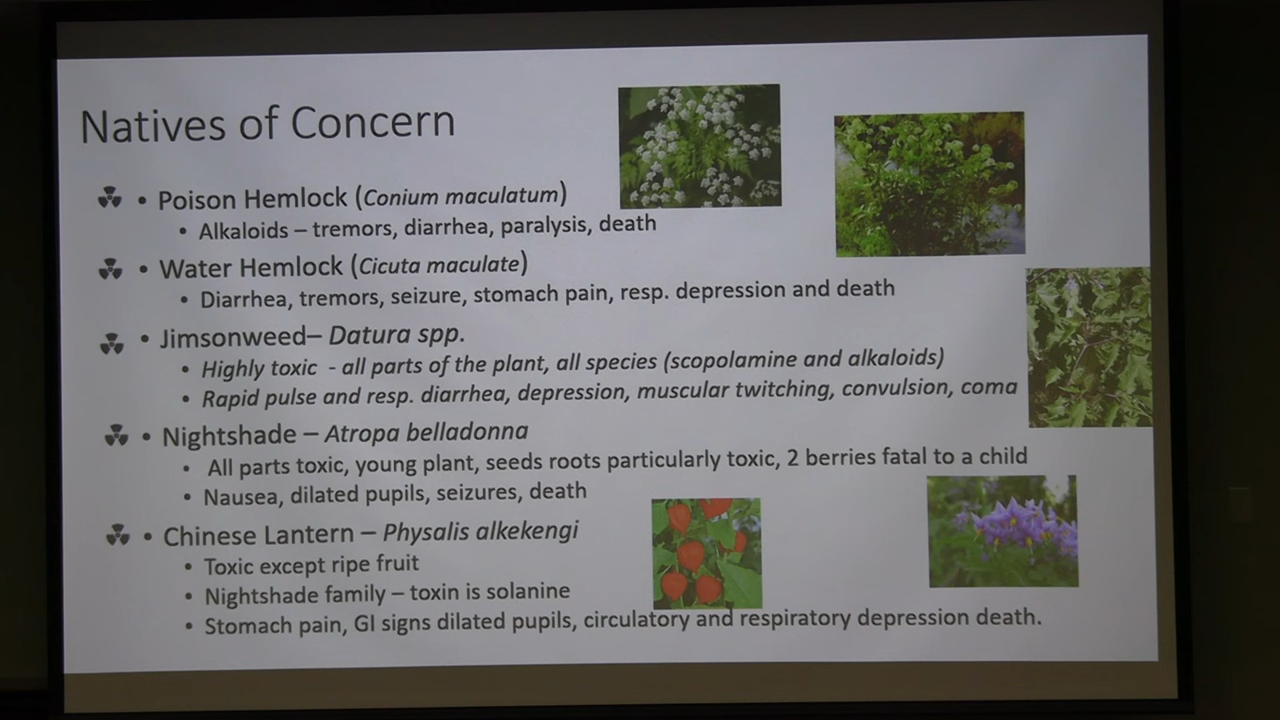 Natives of Concern
• Poison Hemlock (Conium maculatum)
• Alkaloids – tremors, diarrhea, paralysis, death
• Water Hemlock (Cicuta maculate)
• Diarrhea, tremors, seizure, stomach pain, resp. depression and death
• Jimsonweed– Datura spp.
• Highly toxic - all parts of the plant, all species (scopolamine and alkaloids)
• Rapid pulse and resp. diarrhea, depression, muscular twitching, convulsion, coma
• Nightshade – Atropa belladonna
• All parts toxic, young plant, seeds roots particularly toxic, 2 berries fatal to a child
• Nausea, dilated pupils, seizures, death
• Chinese Lantern – Physalis alkekengi
• Toxic except ripe fruit
• Nightshade family – toxin is solanine
• Stomach pain, GI signs dilated pupils, circulatory and respiratory depression death.